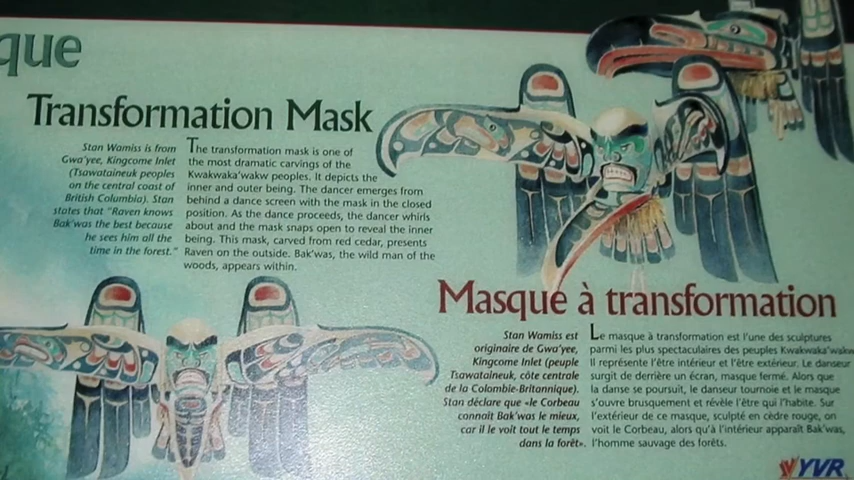 que
Transformation Mask
Stan Wamiss is from
Gwa'yee, Kingcome Inlet
(Tsawataineuk peoples
on the central coast of
British Columbia). Stan
states that "Raven knows
Bak'was the best because
he sees him all the
time in the forest."
The transformation mask is one of
the most dramatic carvings of the
Kwakwaka'wakw peoples. It depicts the
inner and outer being. The dancer emerges from
behind a dance screen with the mask in the closed
position. As the dance proceeds, the dancer whirls
about and the mask snaps open to reveal the inner
being. This mask, carved from red cedar, presents
Raven on the outside. Bak'was, the wild man of the
woods, appears within.
Masque à transformation
Stan Wamiss est
originaire de Gwa'yee,
Kingcome Inlet (peuple
Tsawataineuk, côte centrale
de la Colombie-Britannique).
Stan déclare que «le Corbeau
connaît Bak'was le mieux,
car il le voit tout le temps
dans la forêt».
Le masque à transformation est l'une des sculptures
parmi les plus spectaculaires des peuples Kwakwaka'wakw
Il représente l'être intérieur et l'être extérieur. Le danseur
surgit de derrière un écran, masque fermé. Alors que
la danse se poursuit, le danseur tournoie et le masque
s'ouvre brusquement et révèle l'être qui l'habite. Sur
l'extérieur de ce masque, sculpté en cèdre rouge, on
voit le Corbeau, alors qu'à l'intérieur apparaît Bak'was,
l'homme sauvage des forêts.
YVR